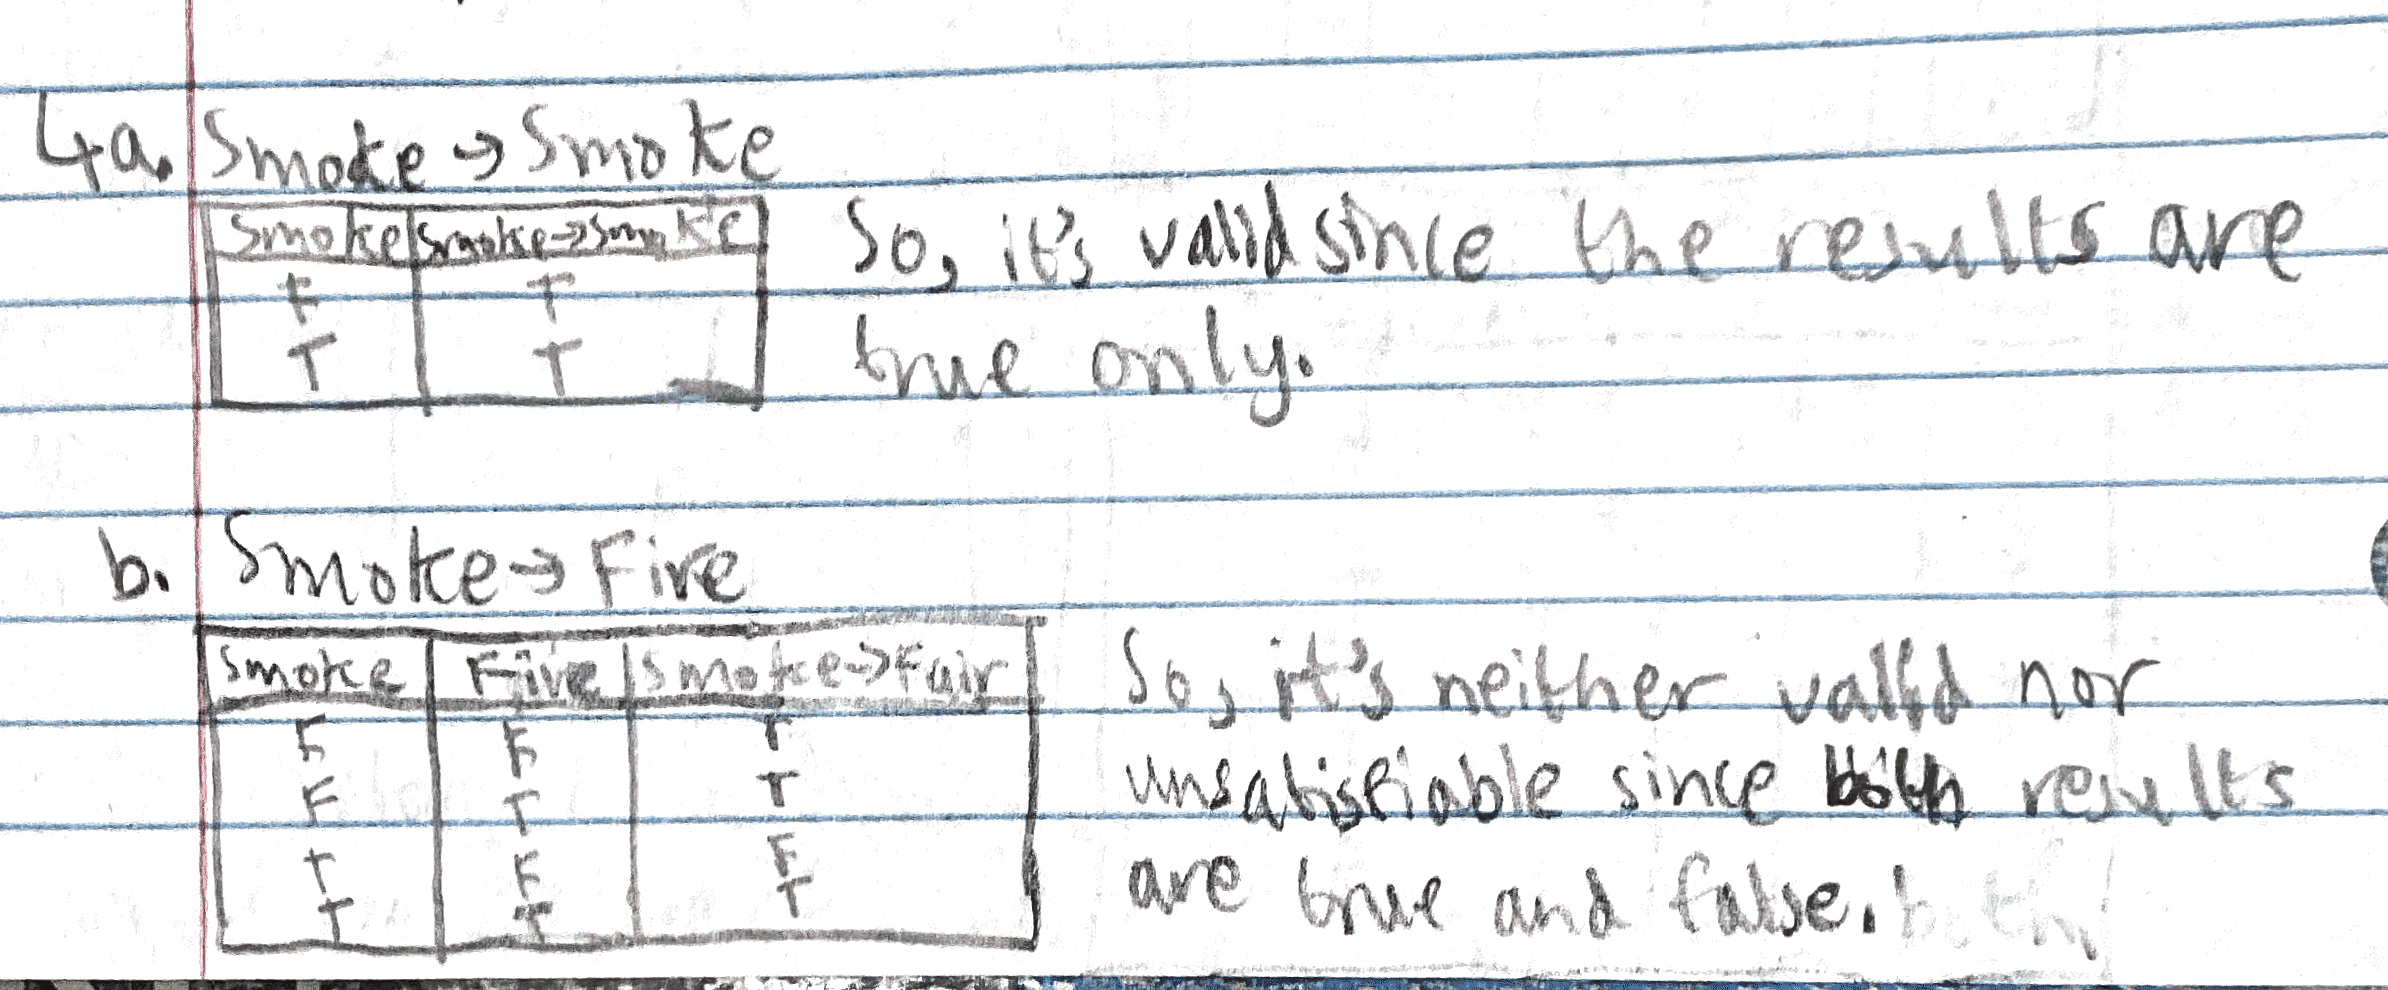 4a. Smoke → Smoke
Smoke Smoke→Smoke
F T
T T
So, it's valid since the results are
true only.
b. Smoke → Fire
Smoke Fire Smoke→Fair
F F T
F T T
T F F
T T T
So, it's neither valid nor
unsatisfiable since both results
are true and false.